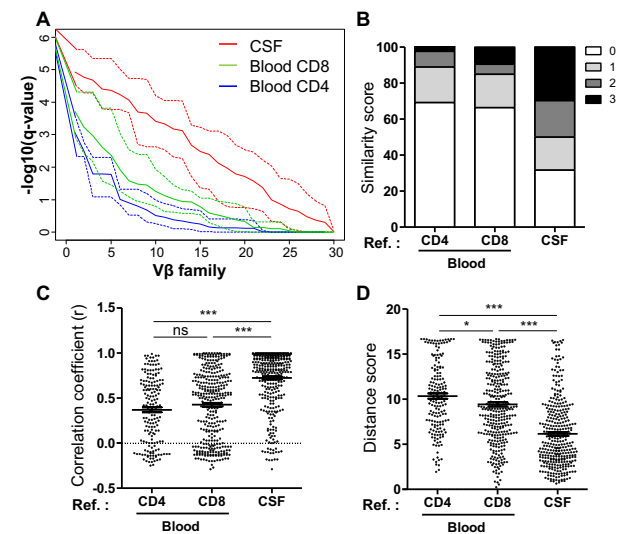 A
-log10(q-value)
6
5
4
3
2
1
0
CSF
Blood CD8
Blood CD4
0 5 10 15 20 25 30
Vβ family
B
Similarity score
100
80
60
40
20
0
0
1
2
3
Ref. : CD4 CD8 CSF
Blood
C
Correlation coefficient (r)
1.5
1.0
0.5
0.0
-0.5
***
ns ***
Ref. : CD4 CD8 CSF
Blood
D
Distance score
20
15
10
5
0
***
* ***
Ref. : CD4 CD8 CSF
Blood